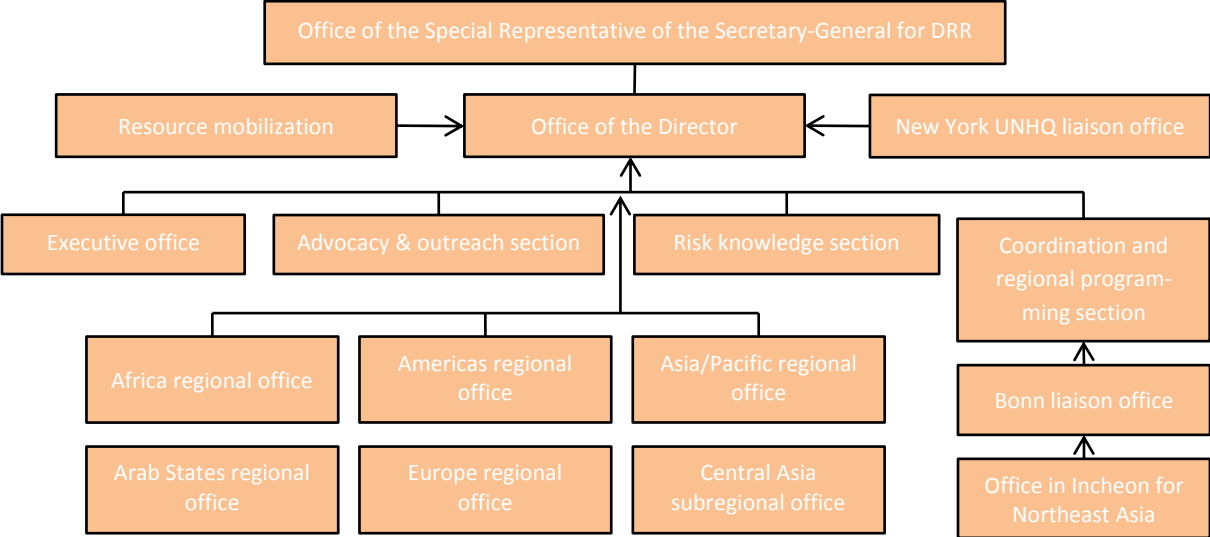 Office of the Special Representative of the Secretary-General for DRR
Resource mobilization
Office of the Director
New York UNHQ liaison office
Executive office
Advocacy & outreach section
Risk knowledge section
Coordination and
regional program-
ming section
Africa regional office
Americas regional
office
Asia/Pacific regional
office
Bonn liaison office
Arab States regional
office
Europe regional
office
Central Asia
subregional office
Office in Incheon for
Northeast Asia